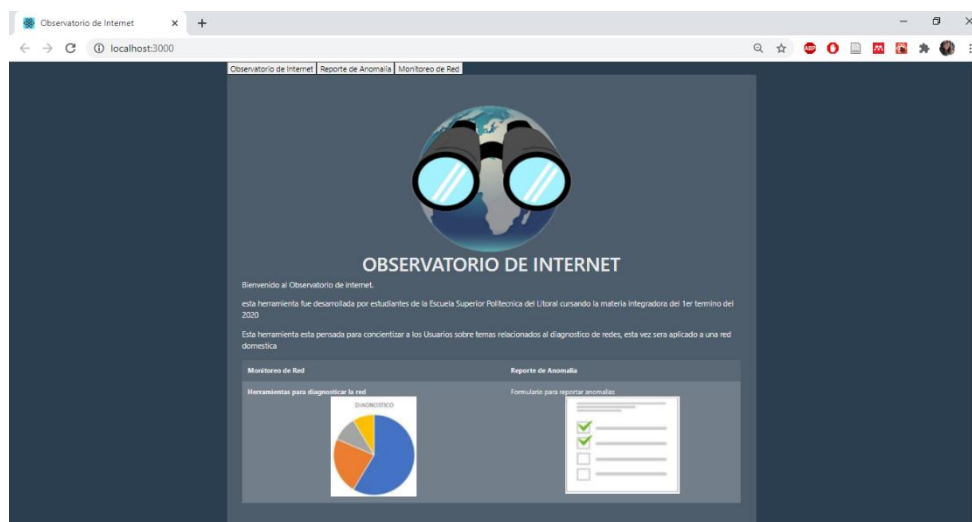 Observatorio de Internet
localhost:3000
ABP
Observatorio de Internet Reporte de Anomalía Monitoreo de Red
OBSERVATORIO DE INTERNET
Bienvenido al Observatorio de internet.
esta herramienta fue desarrollada por estudiantes de la Escuela Superior Politecnica del Litoral cursando la materia integradora del 1er termino del
2020
Esta herramienta esta pensada para concientizar a los Usuarios sobre temas relacionados al diagnostico de redes, esta vez sera aplicado a una red
domestica
Monitoreo de Red Reporte de Anomalía
Herramientas para diagnosticar la red Formulario para reportar anomalías
DIAGNOSTICO